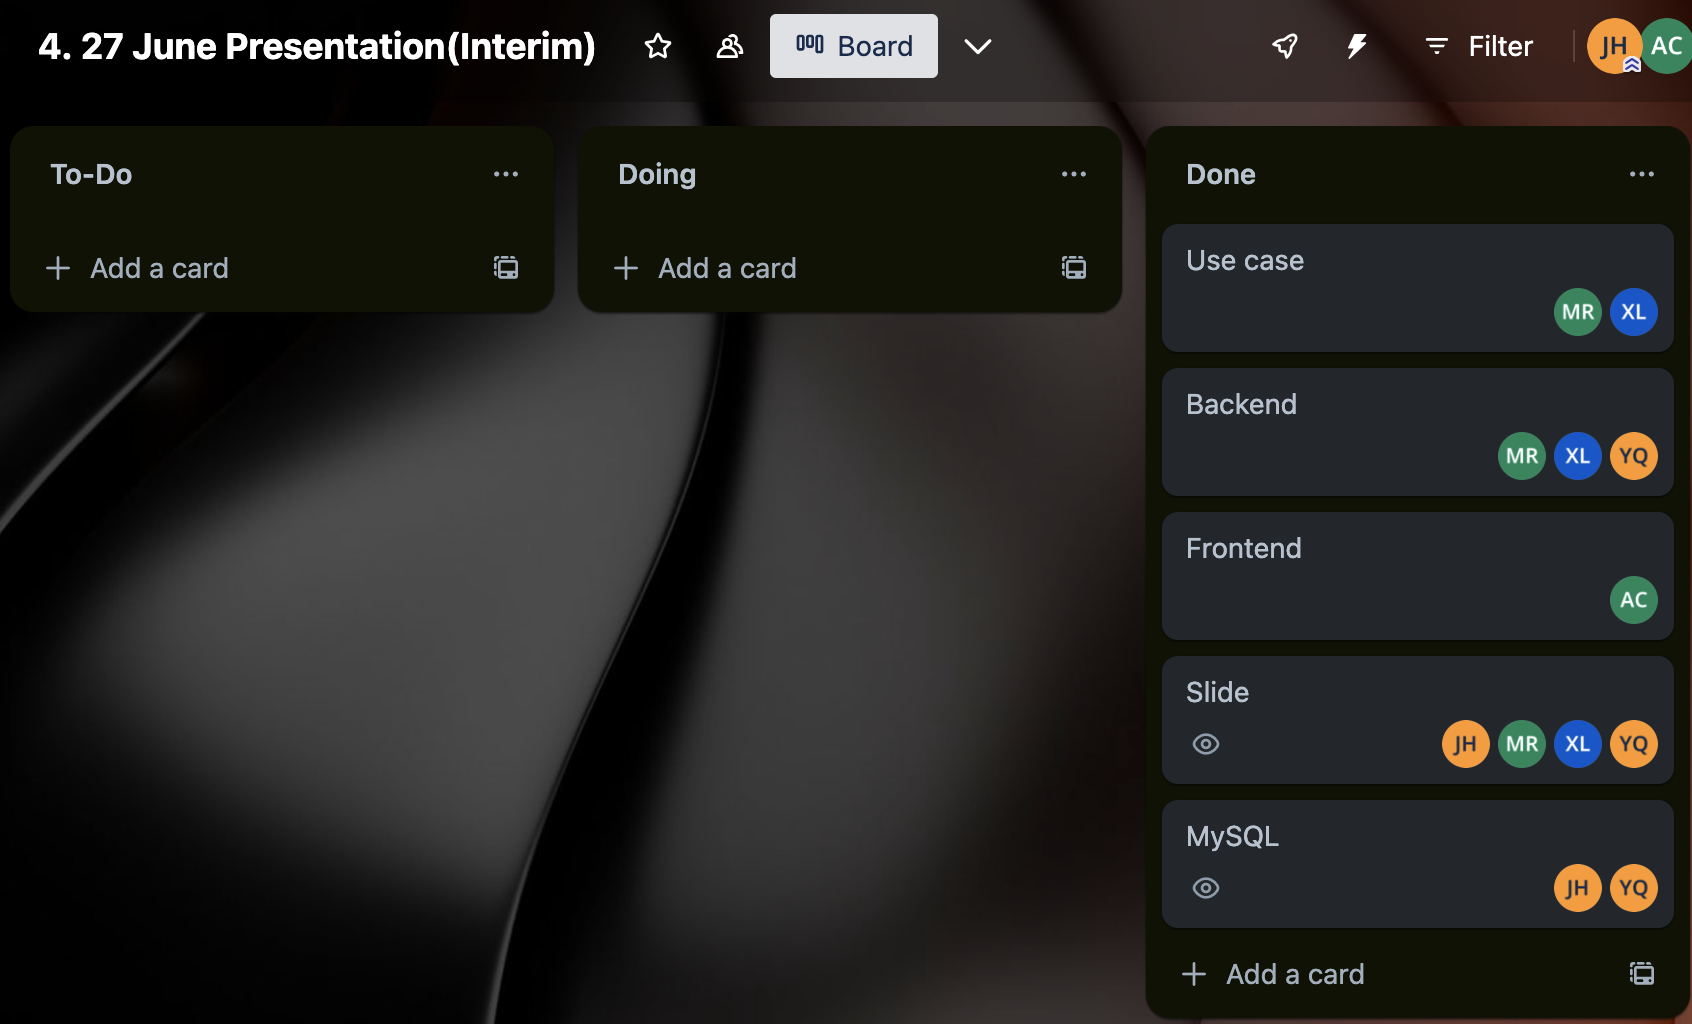 4. 27 June Presentation(Interim)
Board
Filter
JH
AC
To-Do
Add a card
Doing
Add a card
Done
Use case
MR XL
Backend
MR XL YQ
Frontend
AC
Slide
JH MR XL YQ
MySQL
JH YQ
Add a card